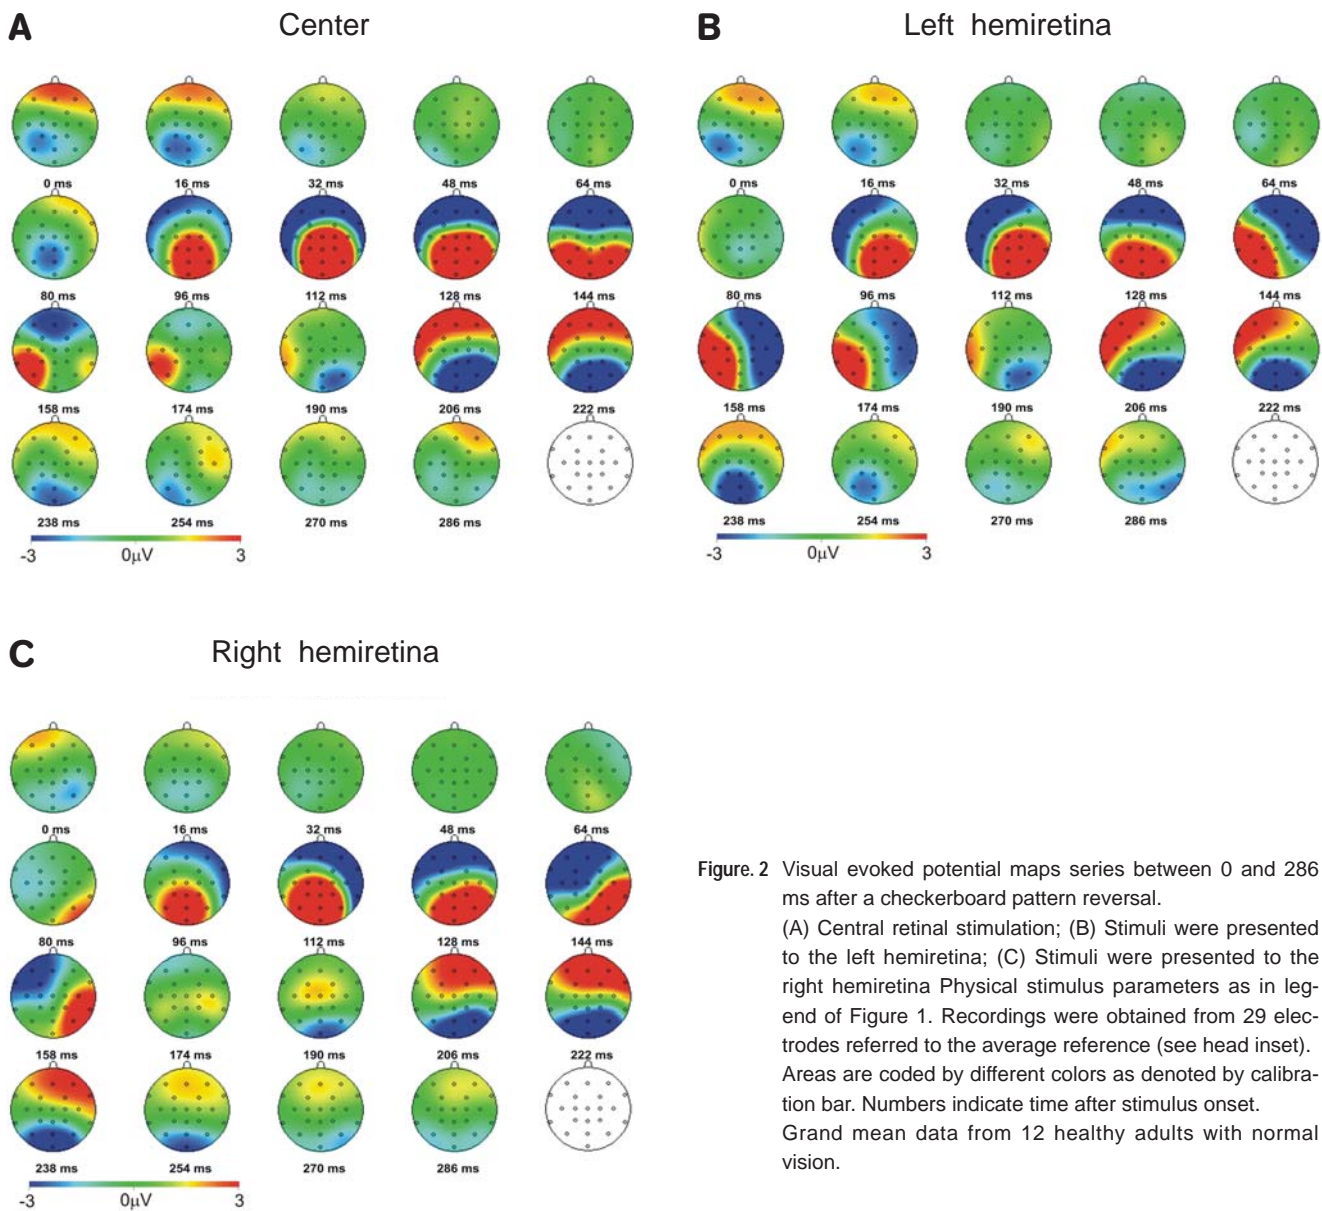 A Center
0 ms 16 ms 32 ms 48 ms 64 ms
80 ms 96 ms 112 ms 128 ms 144 ms
158 ms 174 ms 190 ms 206 ms 222 ms
238 ms 254 ms 270 ms 286 ms
-3 0µV 3
B Left hemiretina
0 ms 16 ms 32 ms 48 ms 64 ms
80 ms 96 ms 112 ms 128 ms 144 ms
158 ms 174 ms 190 ms 206 ms 222 ms
238 ms 254 ms 270 ms 286 ms
-3 0µV 3
C Right hemiretina
0 ms 16 ms 32 ms 48 ms 64 ms
80 ms 96 ms 112 ms 128 ms 144 ms
158 ms 174 ms 190 ms 206 ms 222 ms
238 ms 254 ms 270 ms 286 ms
-3 0µV 3
Figure. 2 Visual evoked potential maps series between 0 and 286
ms after a checkerboard pattern reversal.
(A) Central retinal stimulation; (B) Stimuli were presented
to the left hemiretina; (C) Stimuli were presented to the
right hemiretina Physical stimulus parameters as in leg-
end of Figure 1. Recordings were obtained from 29 elec-
trodes referred to the average reference (see head inset).
Areas are coded by different colors as denoted by calibra-
tion bar. Numbers indicate time after stimulus onset.
Grand mean data from 12 healthy adults with normal
vision.